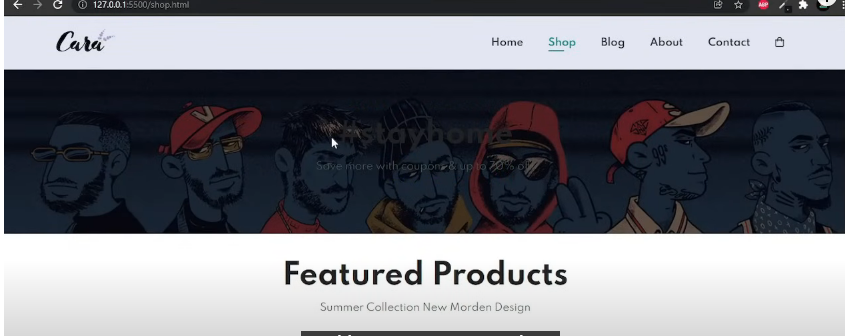 127.0.0.1:5500/shop.html
Cara
Home
Shop
Blog
About
Contact
#stayhome
Save more with coupons & up to 70% off!
Featured Products
Summer Collection New Morden Design